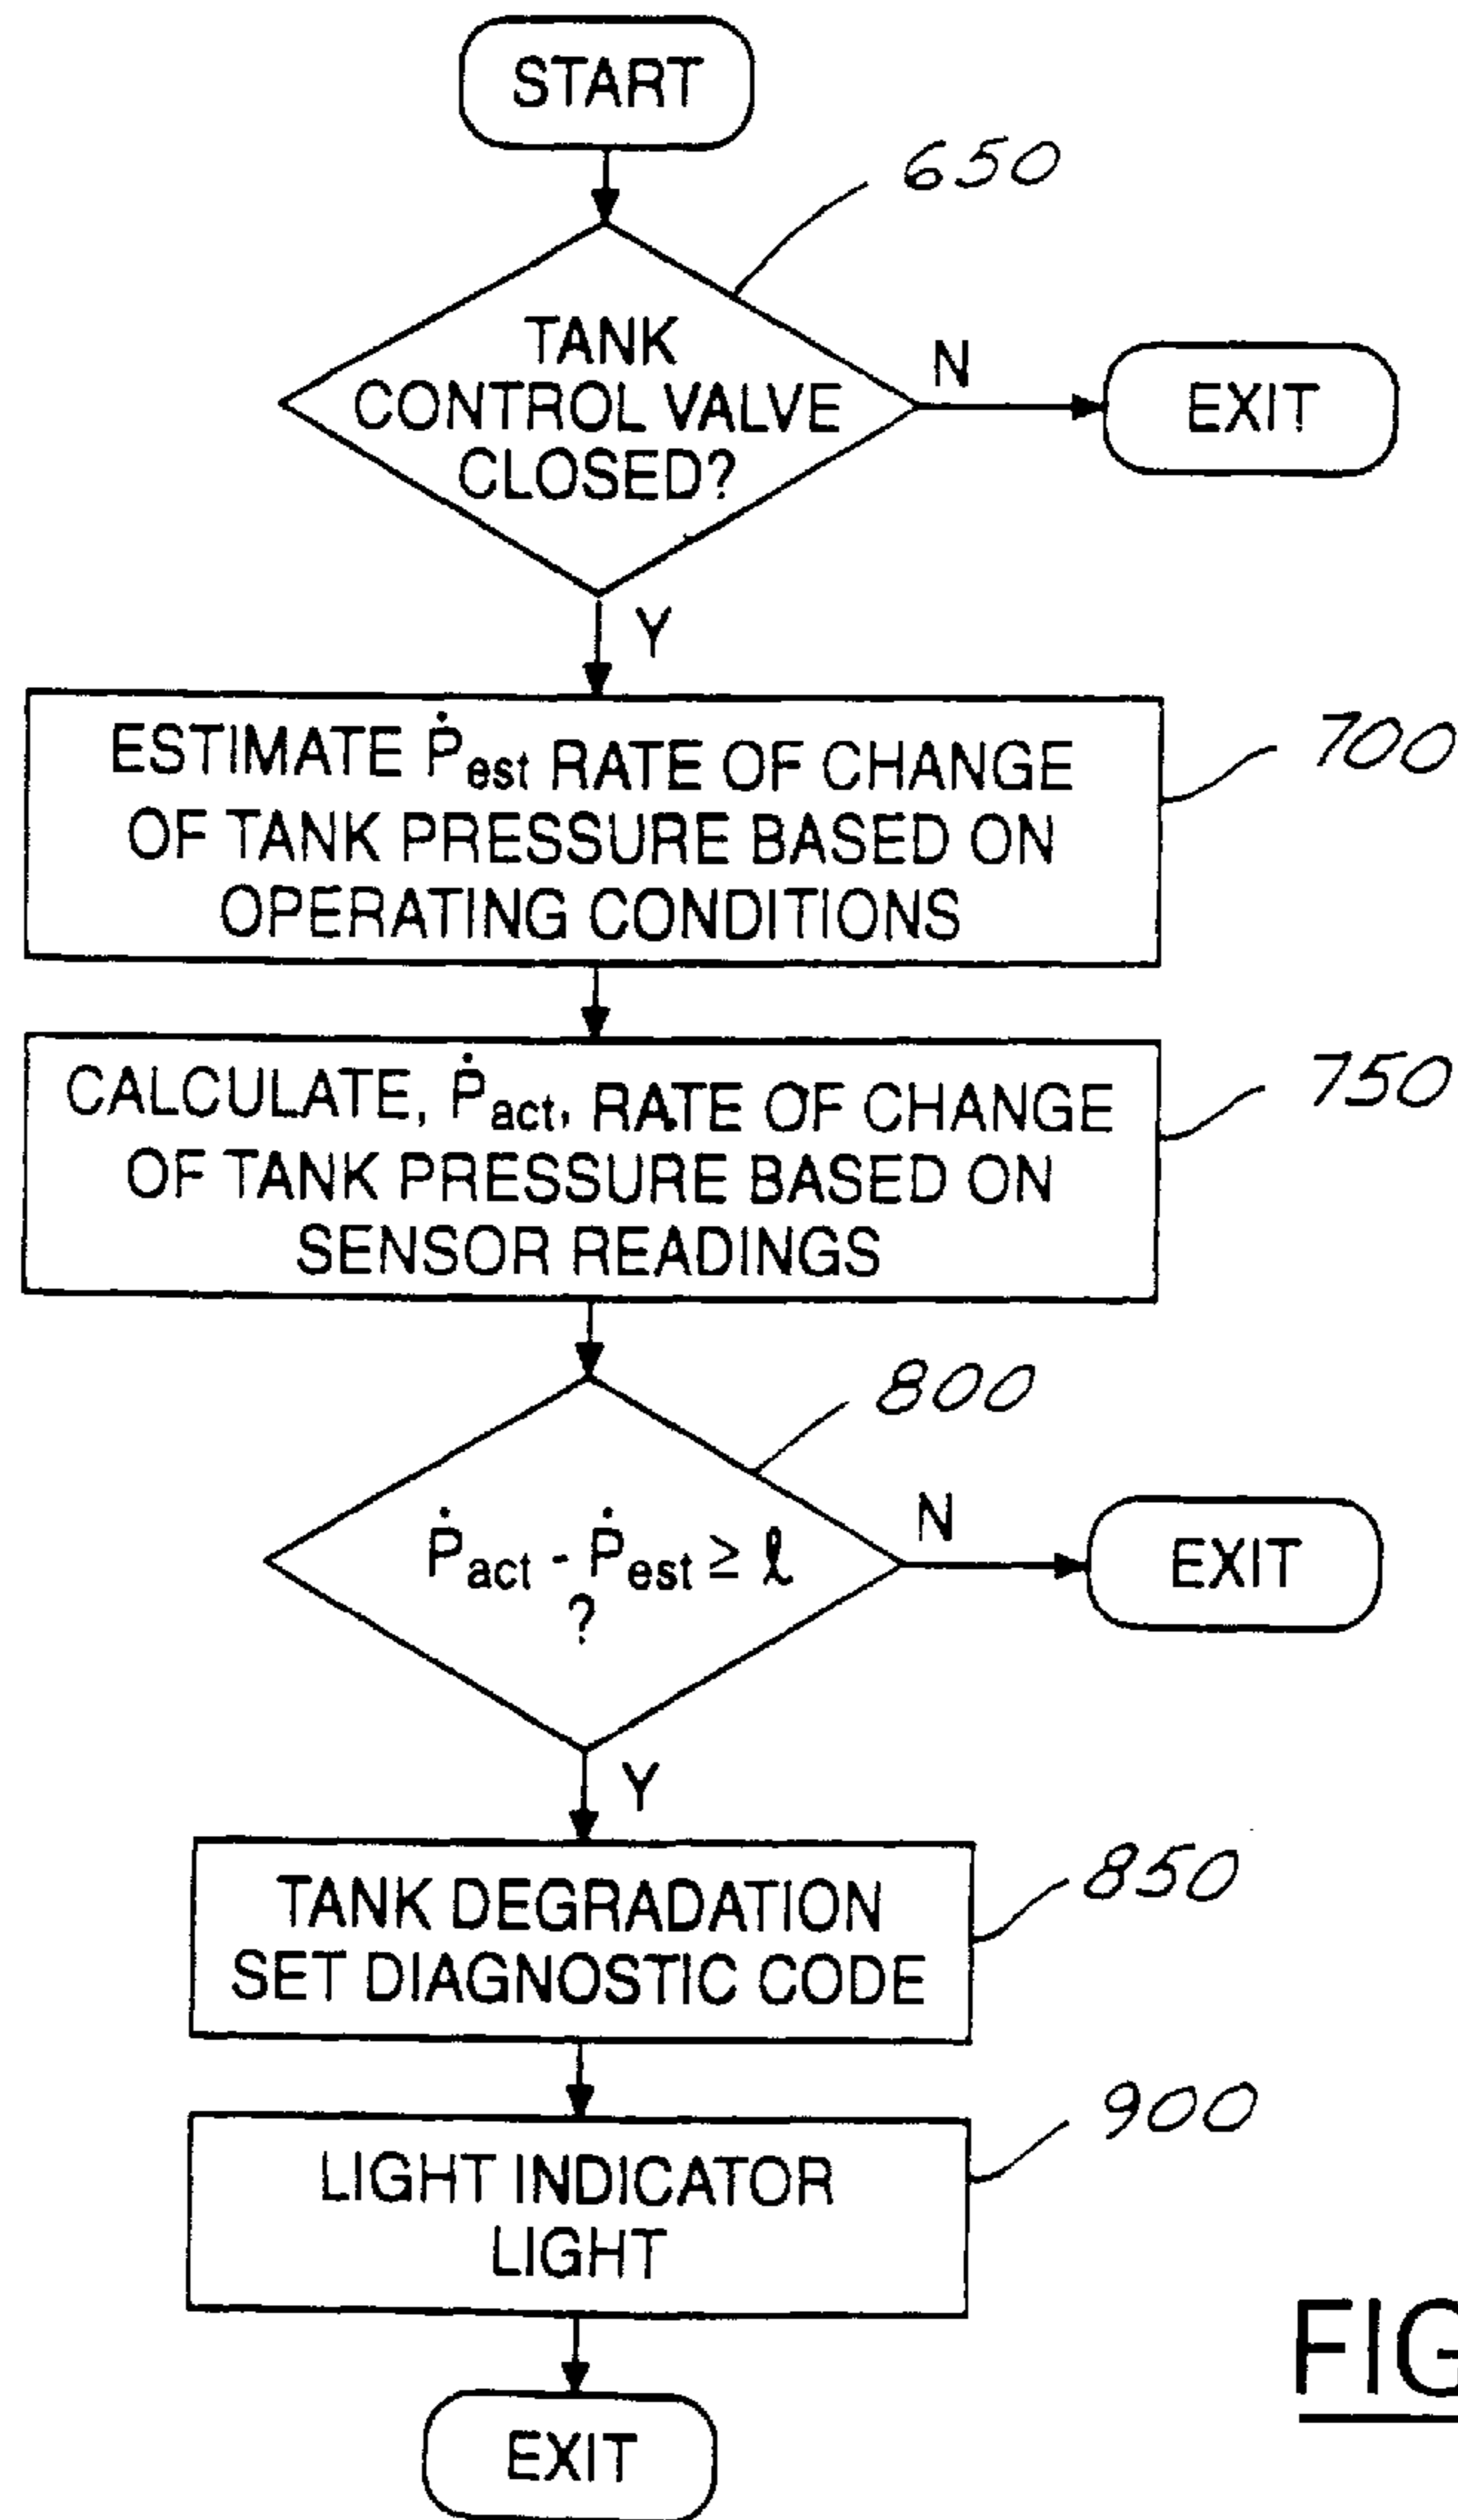 START
650
TANK
CONTROL VALVE
CLOSED?
N
EXIT
Y
ESTIMATE Ṗest RATE OF CHANGE
OF TANK PRESSURE BASED ON
OPERATING CONDITIONS
700
CALCULATE, Ṗact, RATE OF CHANGE
OF TANK PRESSURE BASED ON
SENSOR READINGS
750
800
Ṗact - Ṗest ≥ ℓ
?
N
EXIT
Y
TANK DEGRADATION
SET DIAGNOSTIC CODE
850
LIGHT INDICATOR
LIGHT
900
EXIT
FIG